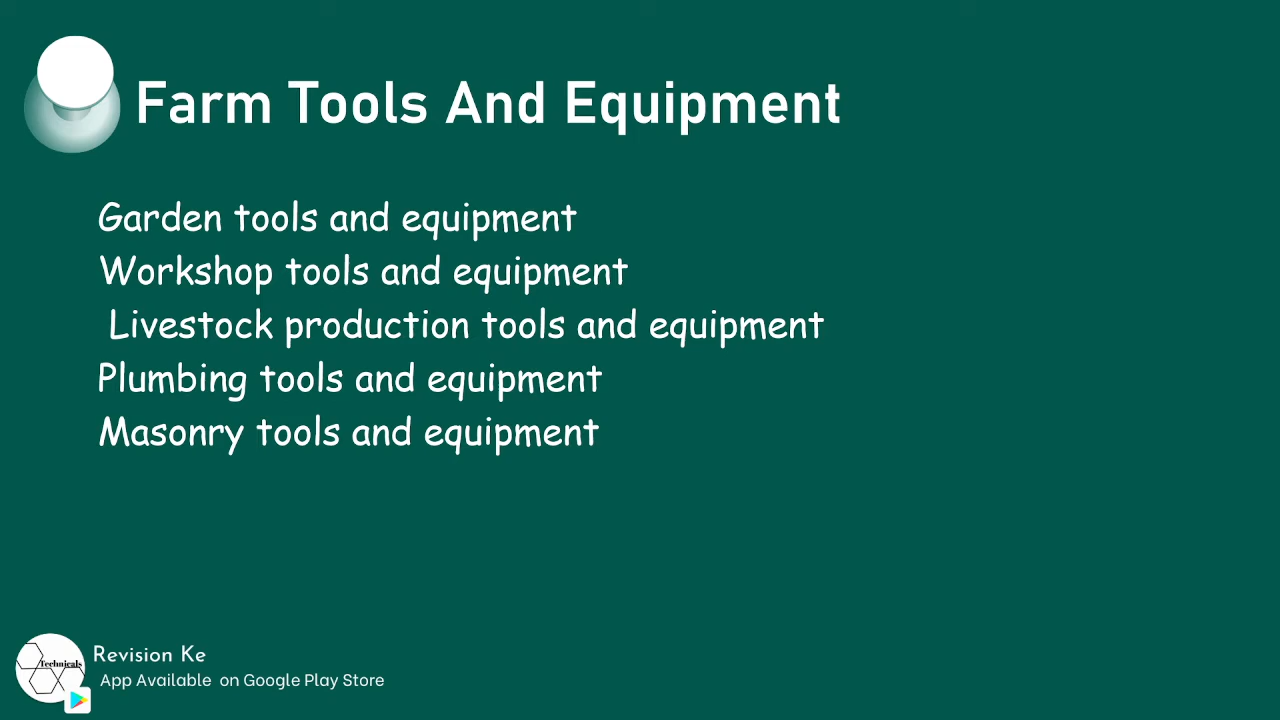 Farm Tools And Equipment
Garden tools and equipment
Workshop tools and equipment
Livestock production tools and equipment
Plumbing tools and equipment
Masonry tools and equipment
Technicals
Revision Ke
App Available on Google Play Store